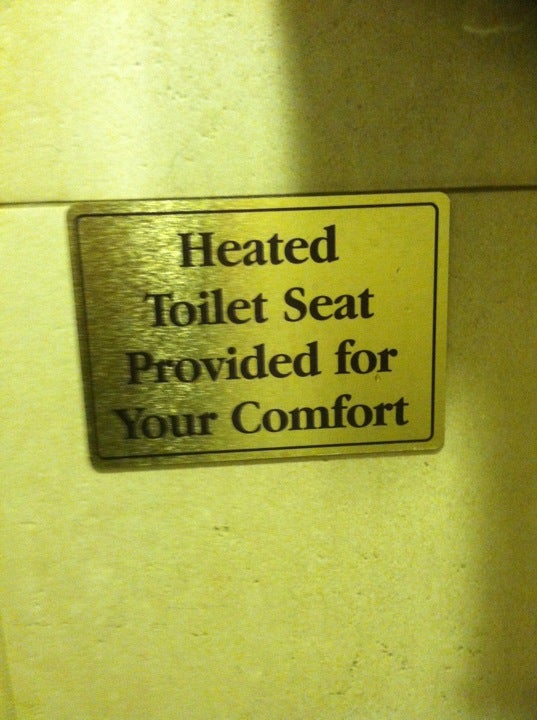 Heated
Toilet Seat
Provided for
Your Comfort